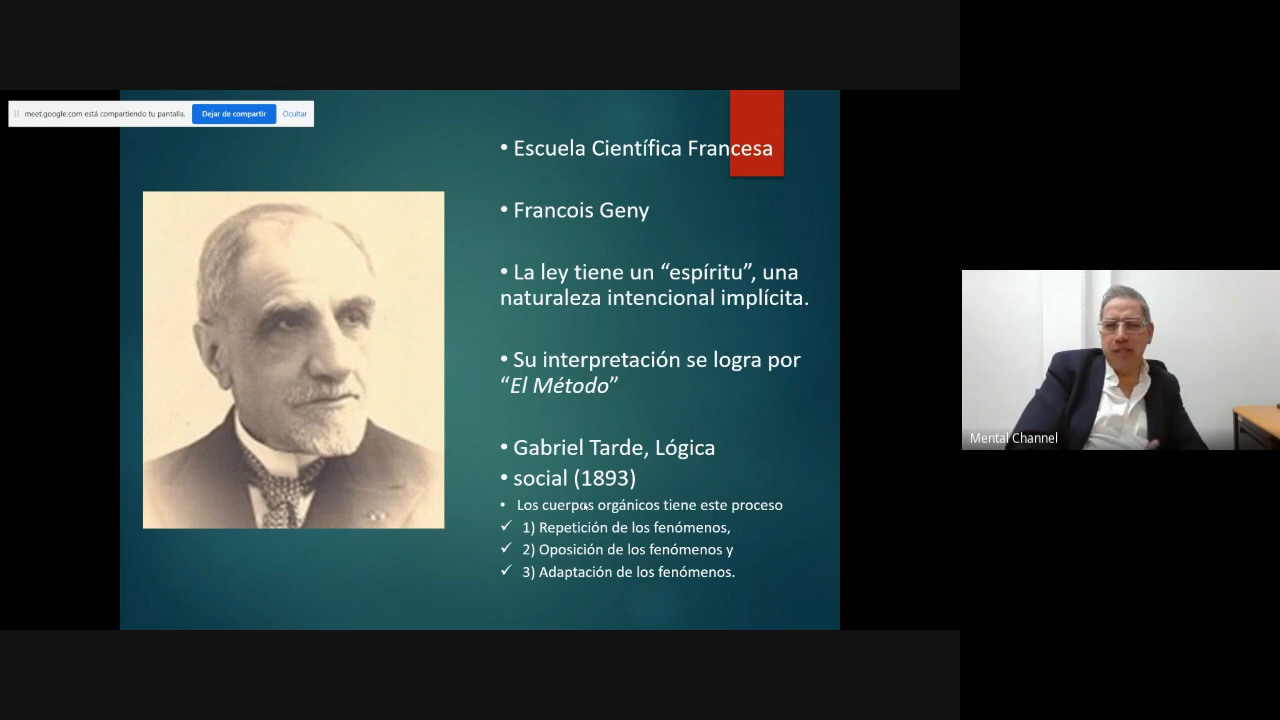 meet.google.com está compartiendo tu pantalla.
Dejar de compartir
Ocultar
• Escuela Científica Francesa
• Francois Geny
• La ley tiene un “espíritu”, una
naturaleza intencional implícita.
• Su interpretación se logra por
“El Método”
• Gabriel Tarde, Lógica
• social (1893)
• Los cuerpos orgánicos tiene este proceso
✓ 1) Repetición de los fenómenos,
✓ 2) Oposición de los fenómenos y
✓ 3) Adaptación de los fenómenos.
Mental Channel